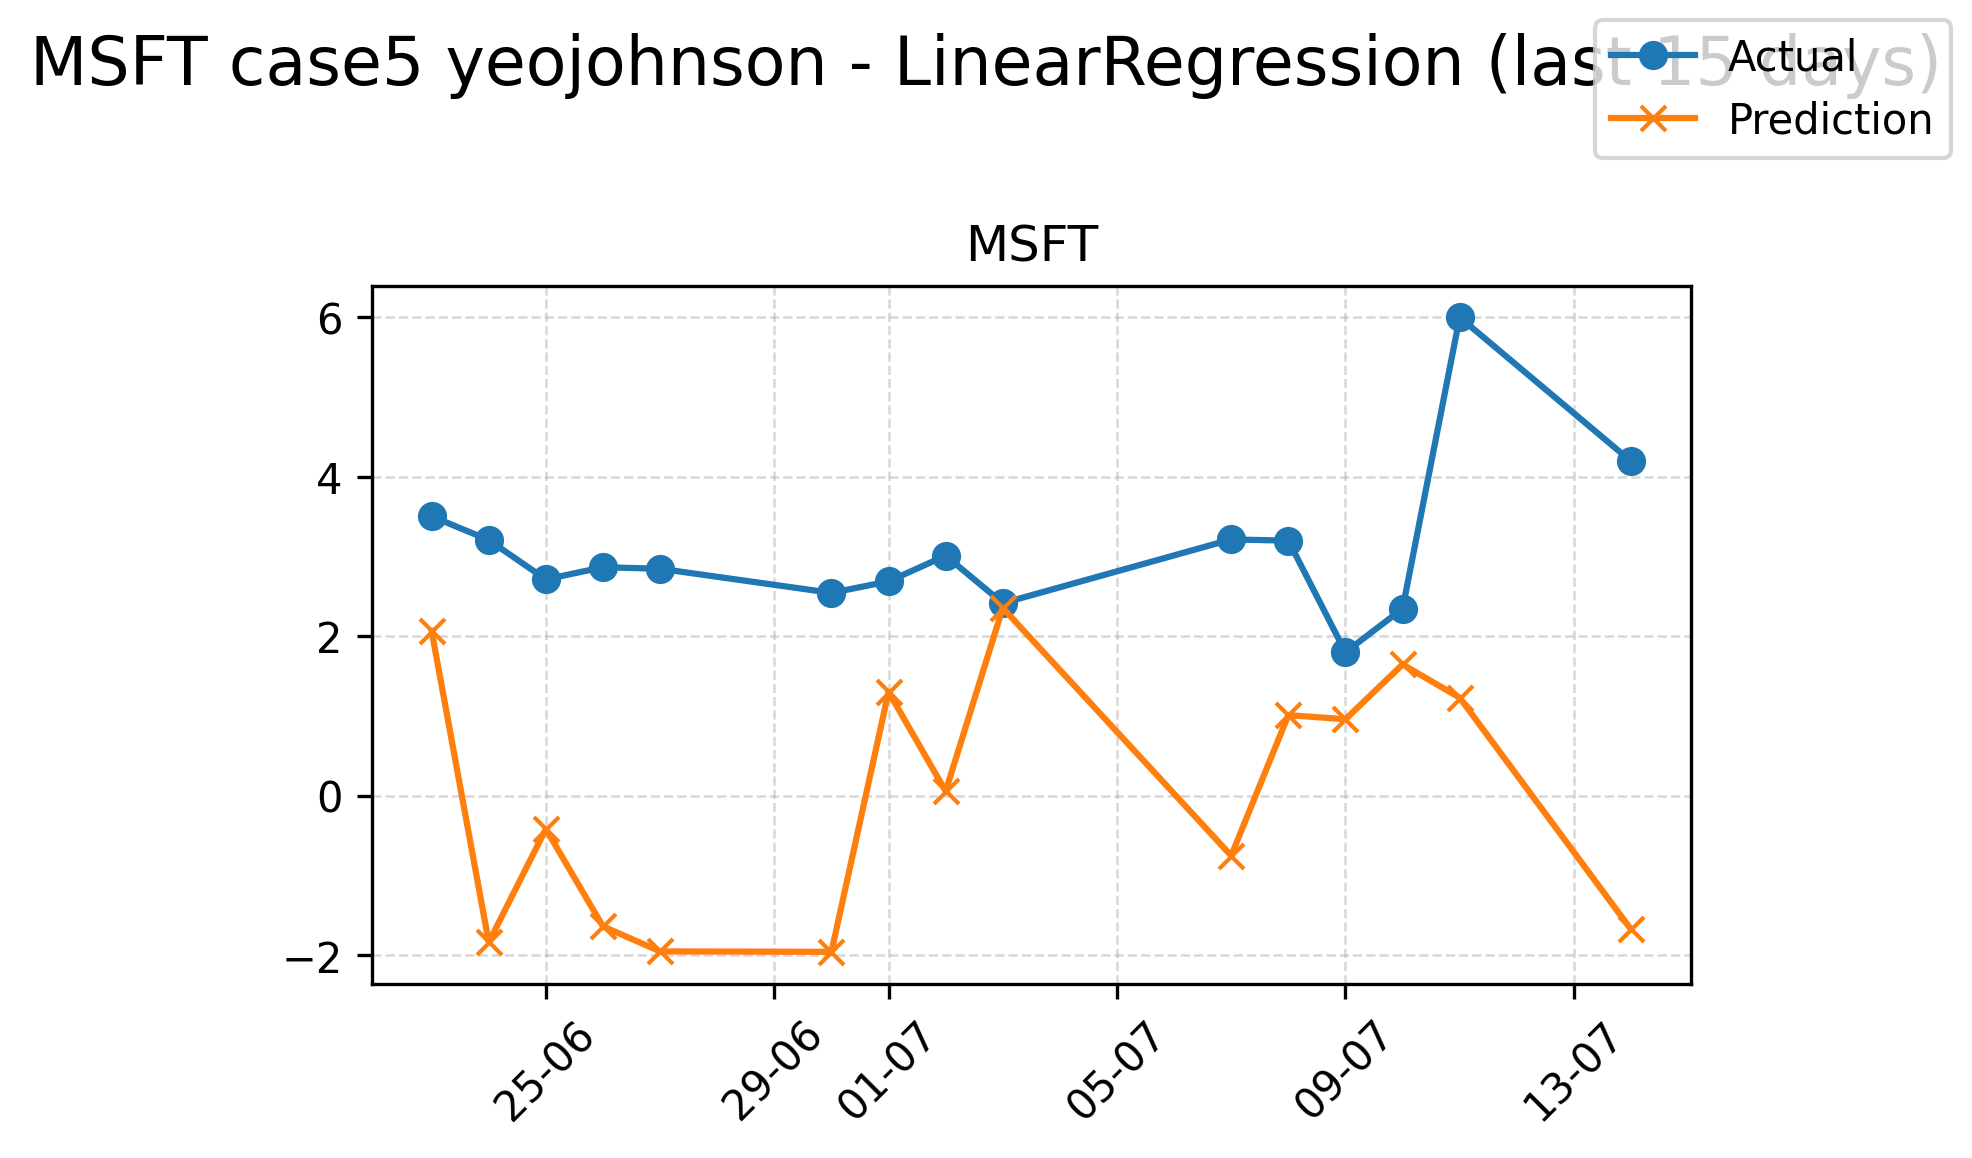 MSFT case5 yeojohnson - LinearRegression (last 15 days)
Actual
Prediction
MSFT
6
4
2
0
−2
25-06
29-06
01-07
05-07
09-07
13-07